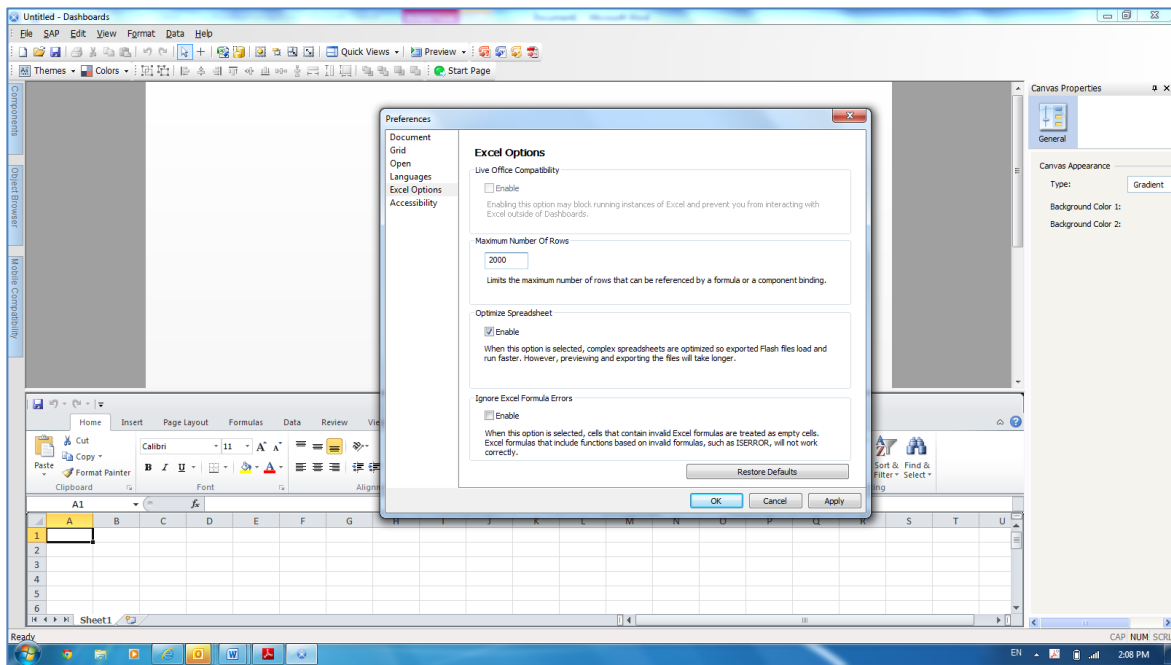 Untitled - Dashboards
File SAP Edit View Format Data Help
Quick Views Preview
Themes Colors Start Page
Components
Object Browser
Mobile Compatibility
Canvas Properties
General
Canvas Appearance
Type: Gradient
Background Color 1:
Background Color 2:
Preferences
Document
Grid
Open
Languages
Excel Options
Accessibility
Excel Options
Live Office Compatibility
Enable
Enabling this option may block running instances of Excel and prevent you from interacting with
Excel outside of Dashboards.
Maximum Number Of Rows
2000
Limits the maximum number of rows that can be referenced by a formula or a component binding.
Optimize Spreadsheet
Enable
When this option is selected, complex spreadsheets are optimized so exported Flash files load and
run faster. However, previewing and exporting the files will take longer.
Ignore Excel Formula Errors
Enable
When this option is selected, cells that contain invalid Excel formulas are treated as empty cells.
Excel formulas that include functions based on invalid formulas, such as ISERROR, will not work
correctly.
Restore Defaults
OK Cancel Apply
Home Insert Page Layout Formulas Data Review Vie
Paste
Cut
Copy
Format Painter
Clipboard
Calibri 11
B I U
Font
Align
Sort & Find &
Filter Select
ing
A1 fx
A B C D E F G H I J K L M N O P Q R S T U
1
2
3
4
5
6
Sheet1
Ready
CAP NUM SCRL
EN 2:08 PM